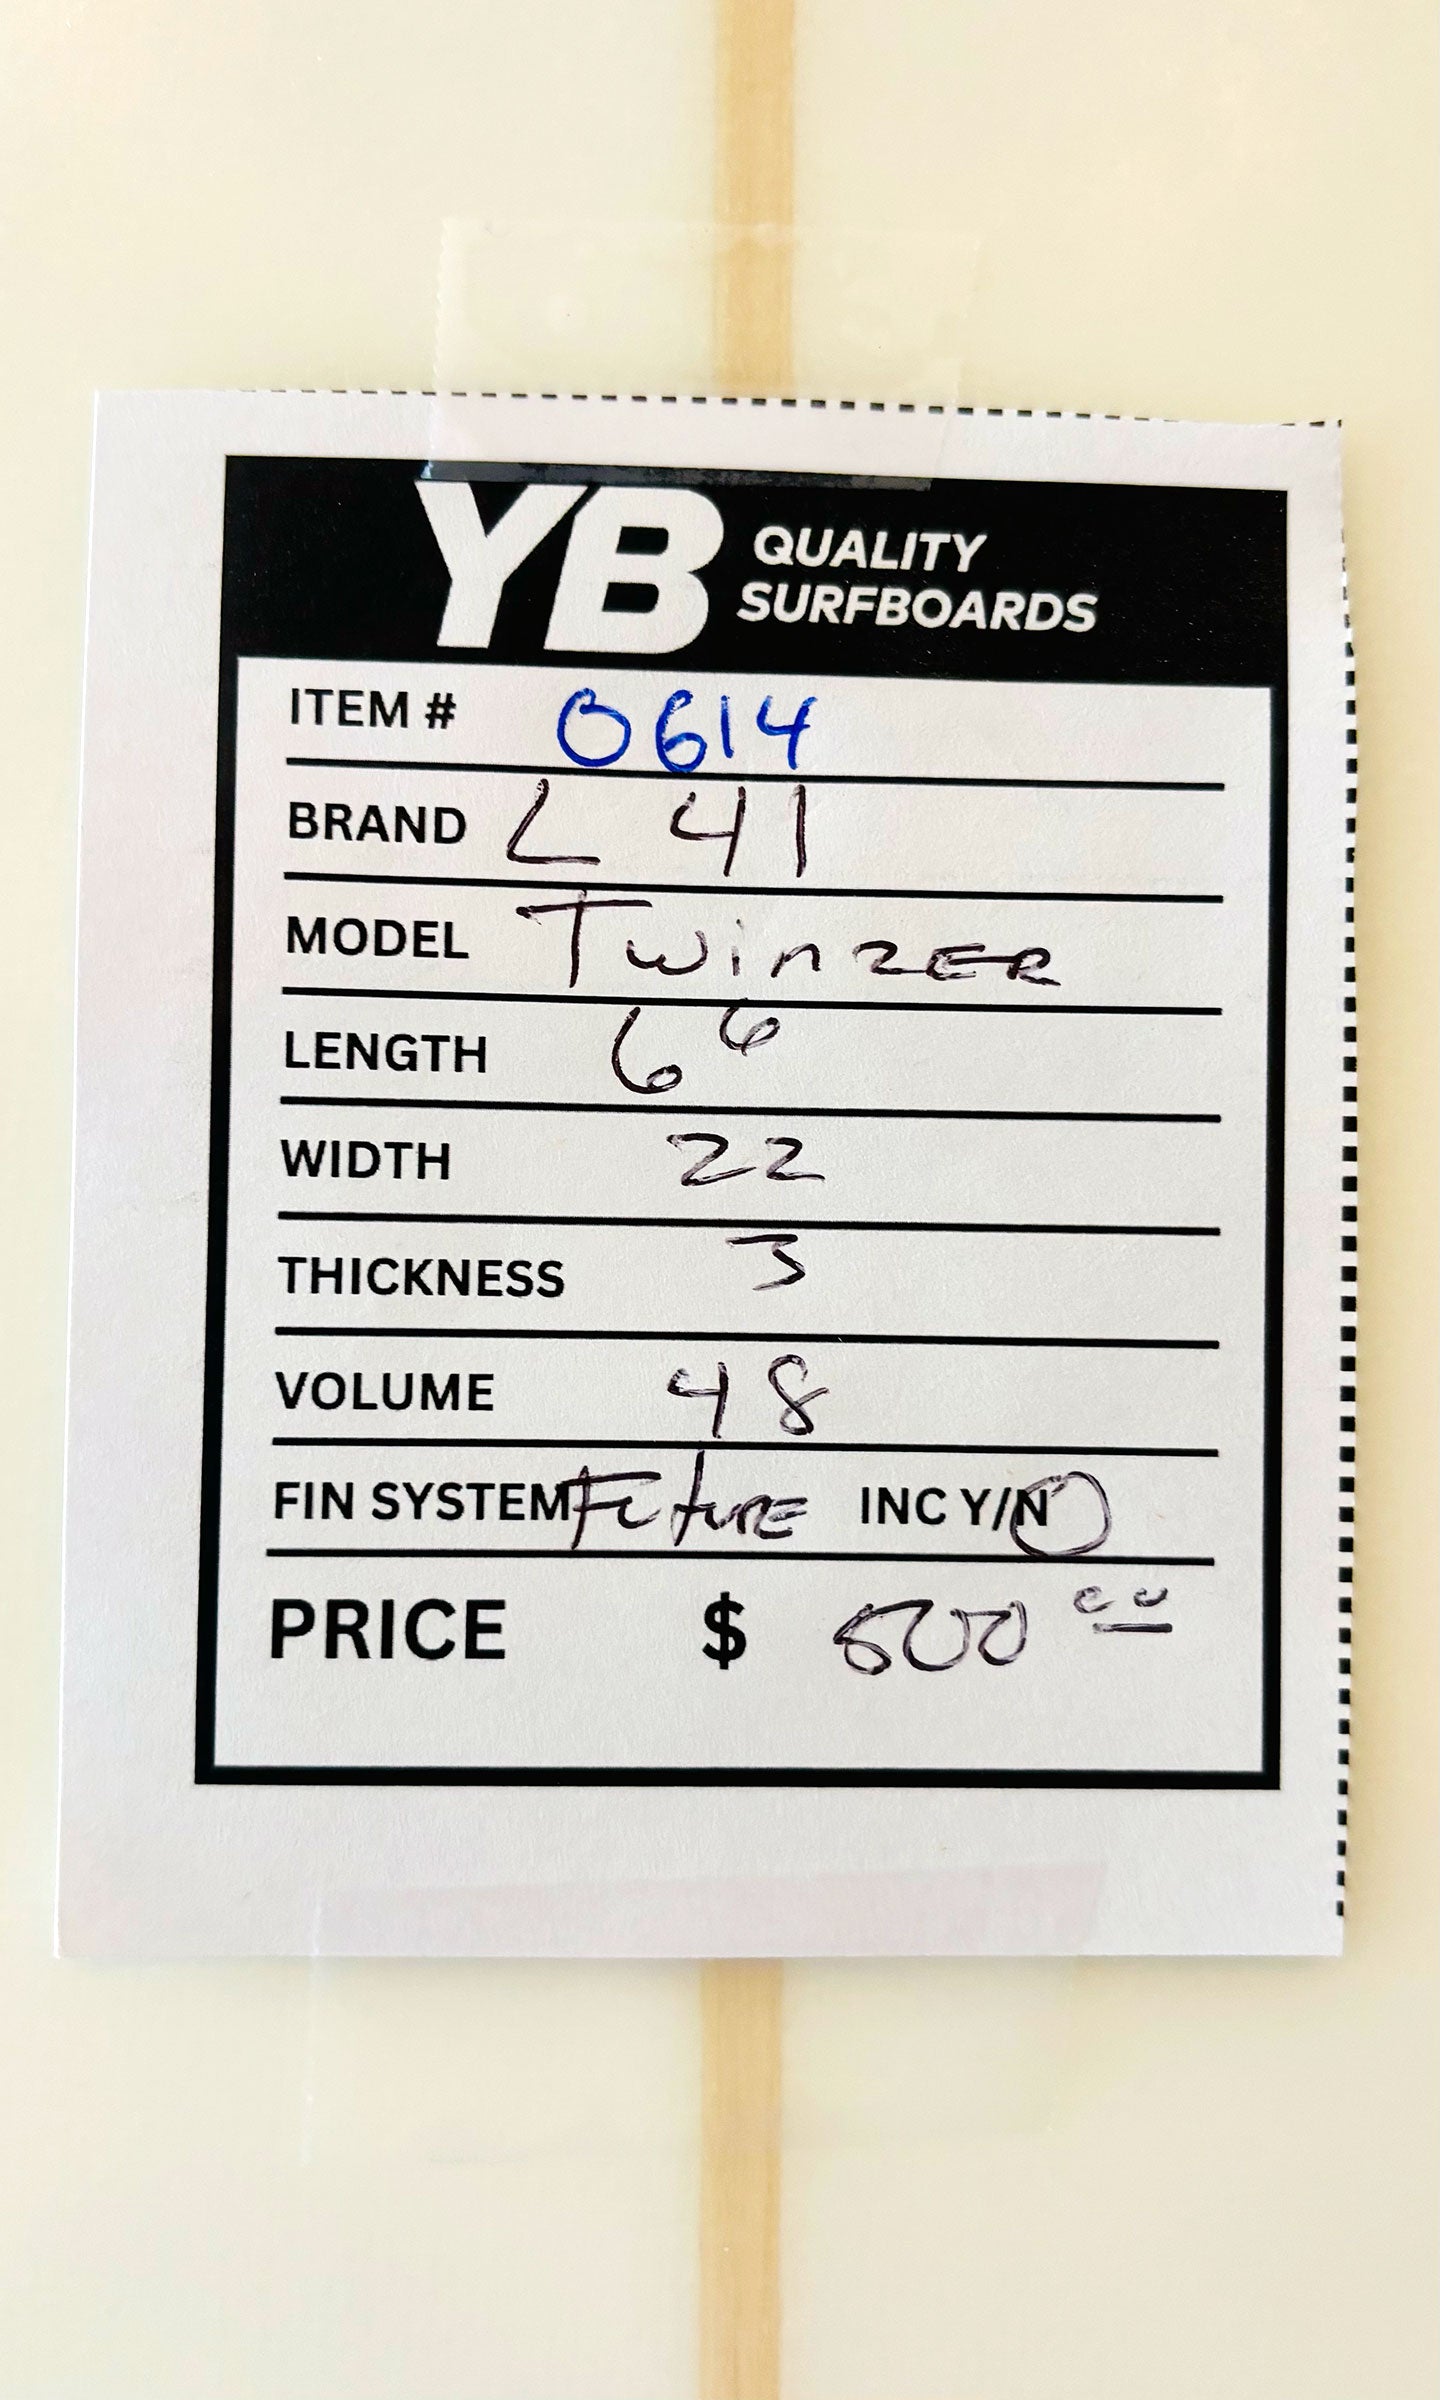 YB QUALITY
SURFBOARDS
ITEM # 0614
BRAND L 41
MODEL TwinzER
LENGTH 6 6
WIDTH 22
THICKNESS 3
VOLUME 48
FIN SYSTEM FuturE INC Y/N
PRICE $ 500 00